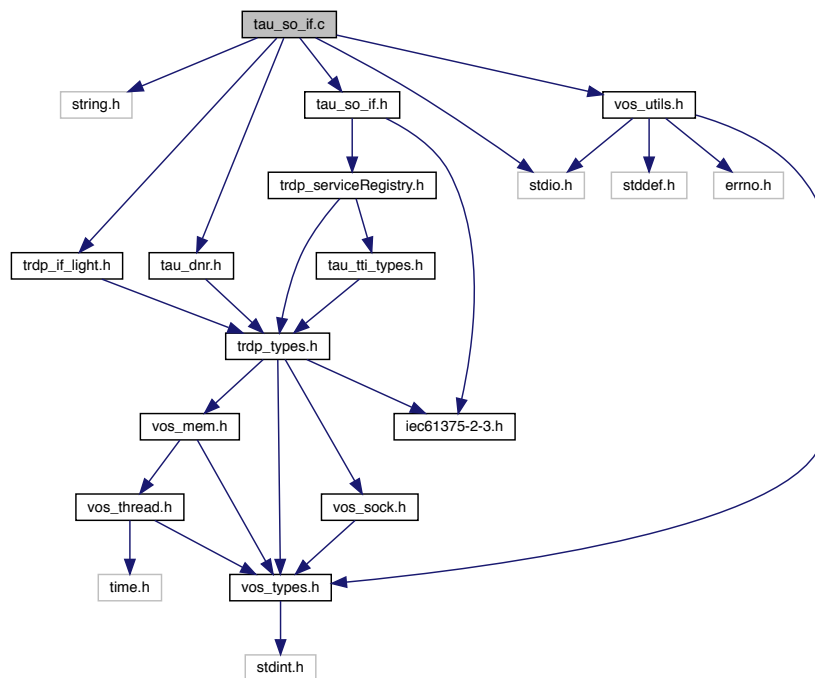 tau_so_if.c
string.h
tau_so_if.h
vos_utils.h
trdp_serviceRegistry.h
stdio.h
stddef.h
errno.h
trdp_if_light.h
tau_dnr.h
tau_tti_types.h
trdp_types.h
vos_mem.h
iec61375-2-3.h
vos_thread.h
vos_sock.h
time.h
vos_types.h
stdint.h